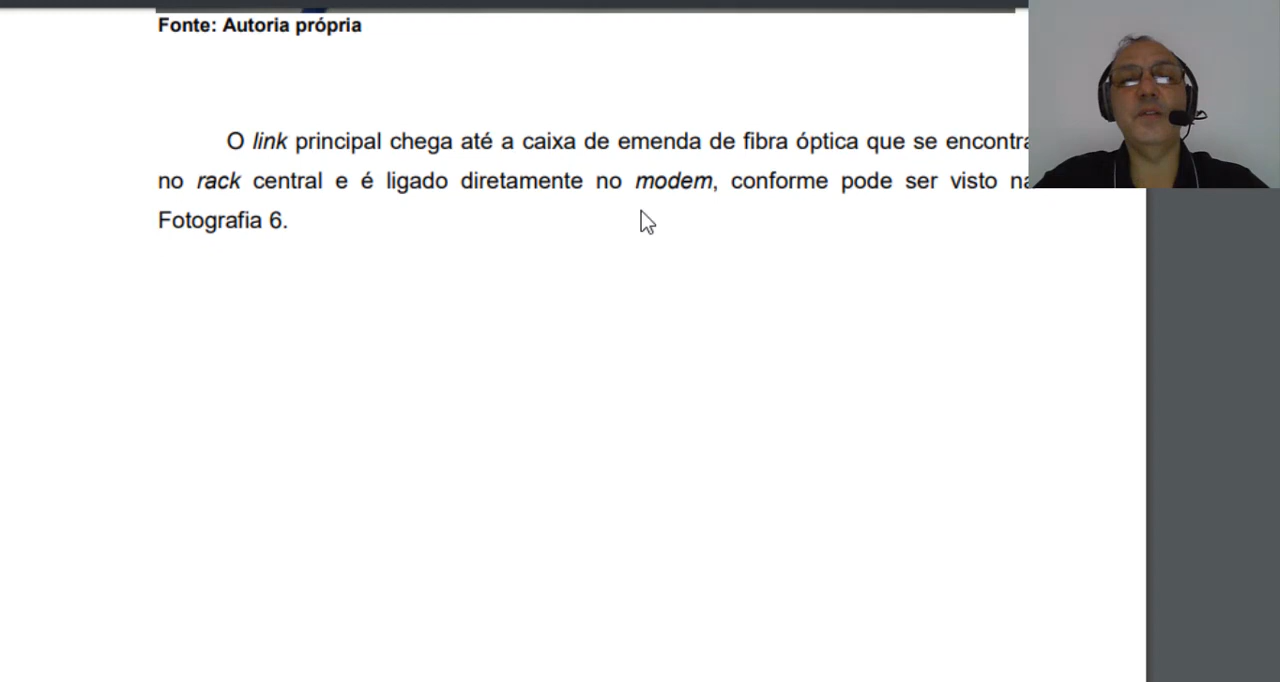 Fonte: Autoria própria
O link principal chega até a caixa de emenda de fibra óptica que se encontra
no rack central e é ligado diretamente no modem, conforme pode ser visto na
Fotografia 6.